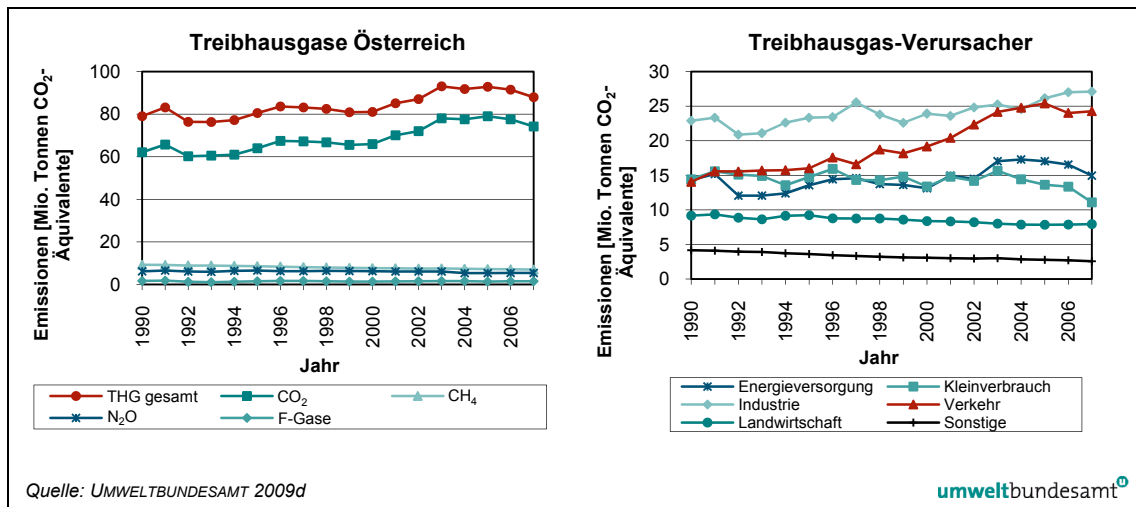 Treibhausgase Österreich
Emissionen [Mio. Tonnen CO₂-
Äquivalente]
100
80
60
40
20
0
1990
1992
1994
1996
1998
2000
2002
2004
2006
Jahr
THG gesamt
CO₂
CH₄
N₂O
F-Gase
Treibhausgas-Verursacher
Emissionen [Mio. Tonnen CO₂-
Äquivalente]
30
25
20
15
10
5
0
1990
1992
1994
1996
1998
2000
2002
2004
2006
Jahr
Energieversorgung
Kleinverbrauch
Industrie
Verkehr
Landwirtschaft
Sonstige
Quelle: UMWELTBUNDESAMT 2009d
umweltbundesamt